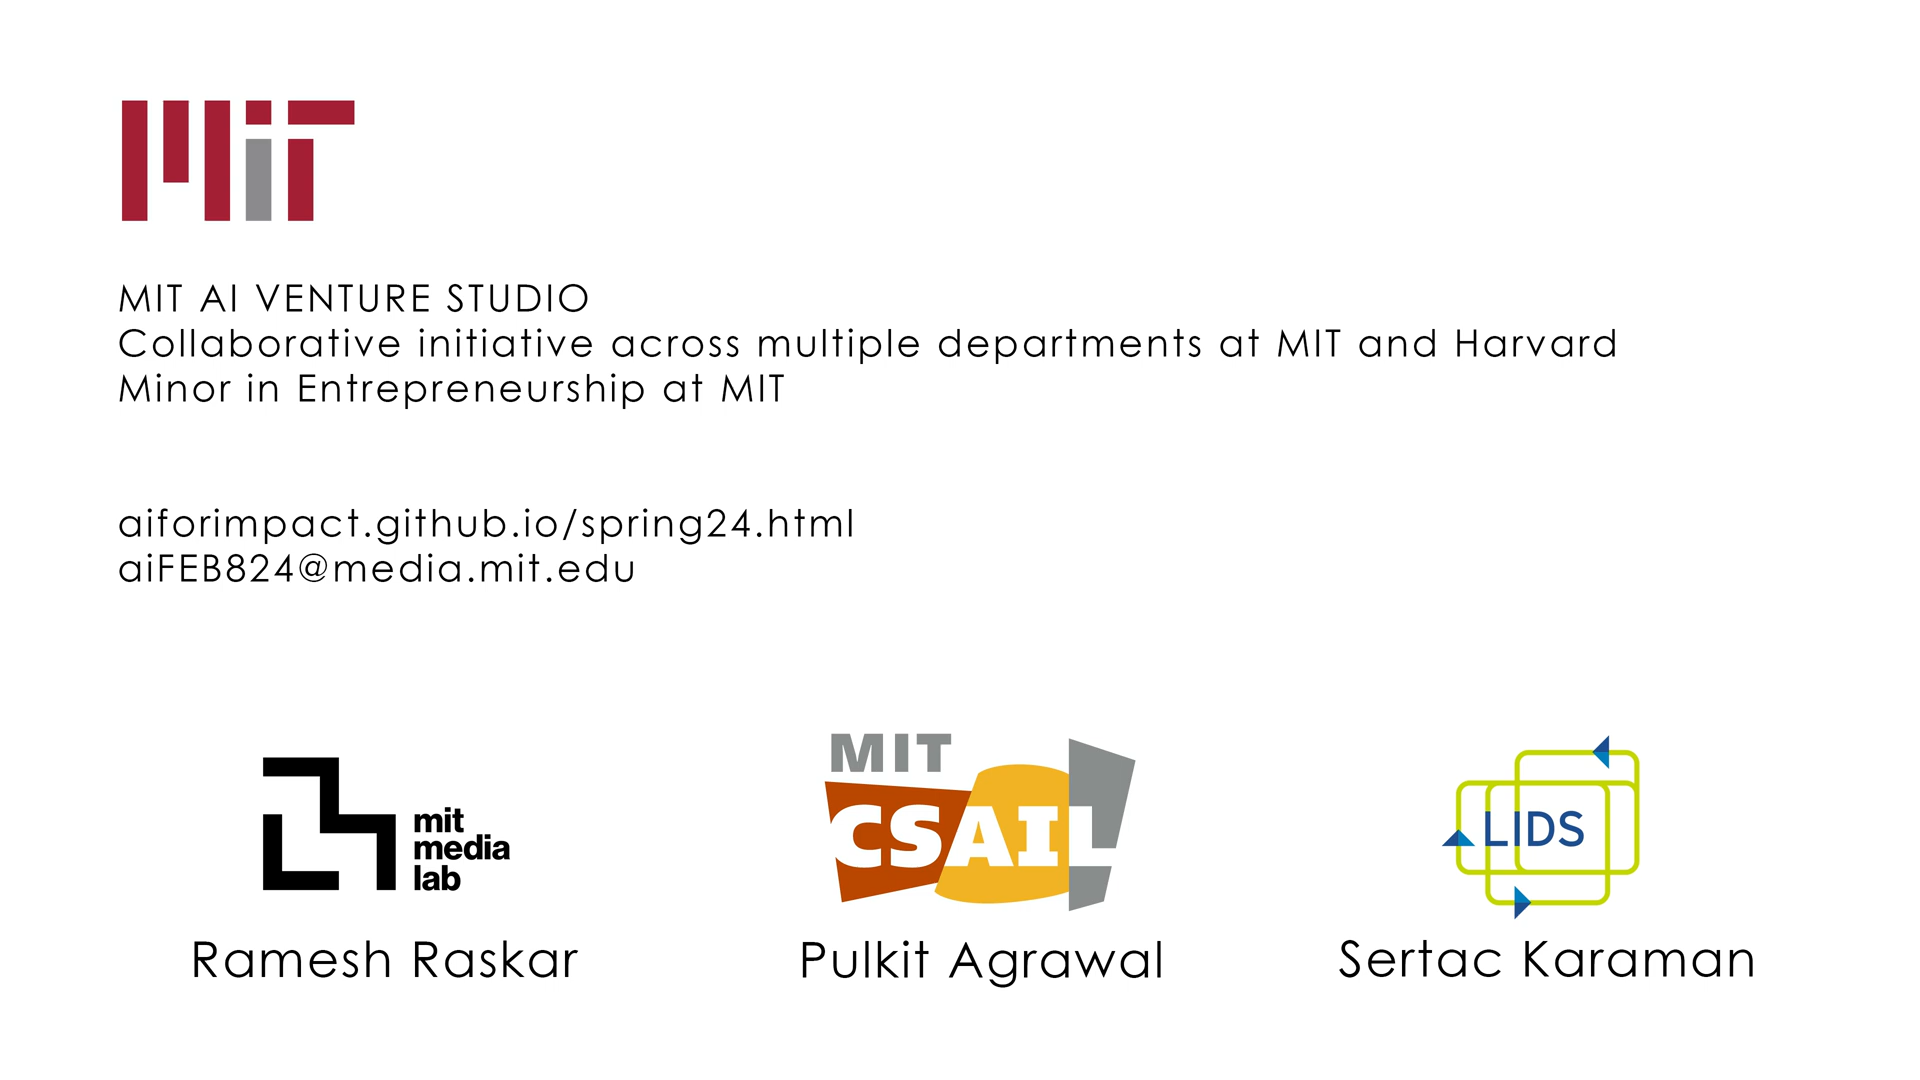 MIT
MIT AI VENTURE STUDIO
Collaborative initiative across multiple departments at MIT and Harvard
Minor in Entrepreneurship at MIT
aiforimpact.github.io/spring24.html
aiFEB824@media.mit.edu
mit
media
lab
Ramesh Raskar
MIT
CSAIL
Pulkit Agrawal
LIDS
Sertac Karaman